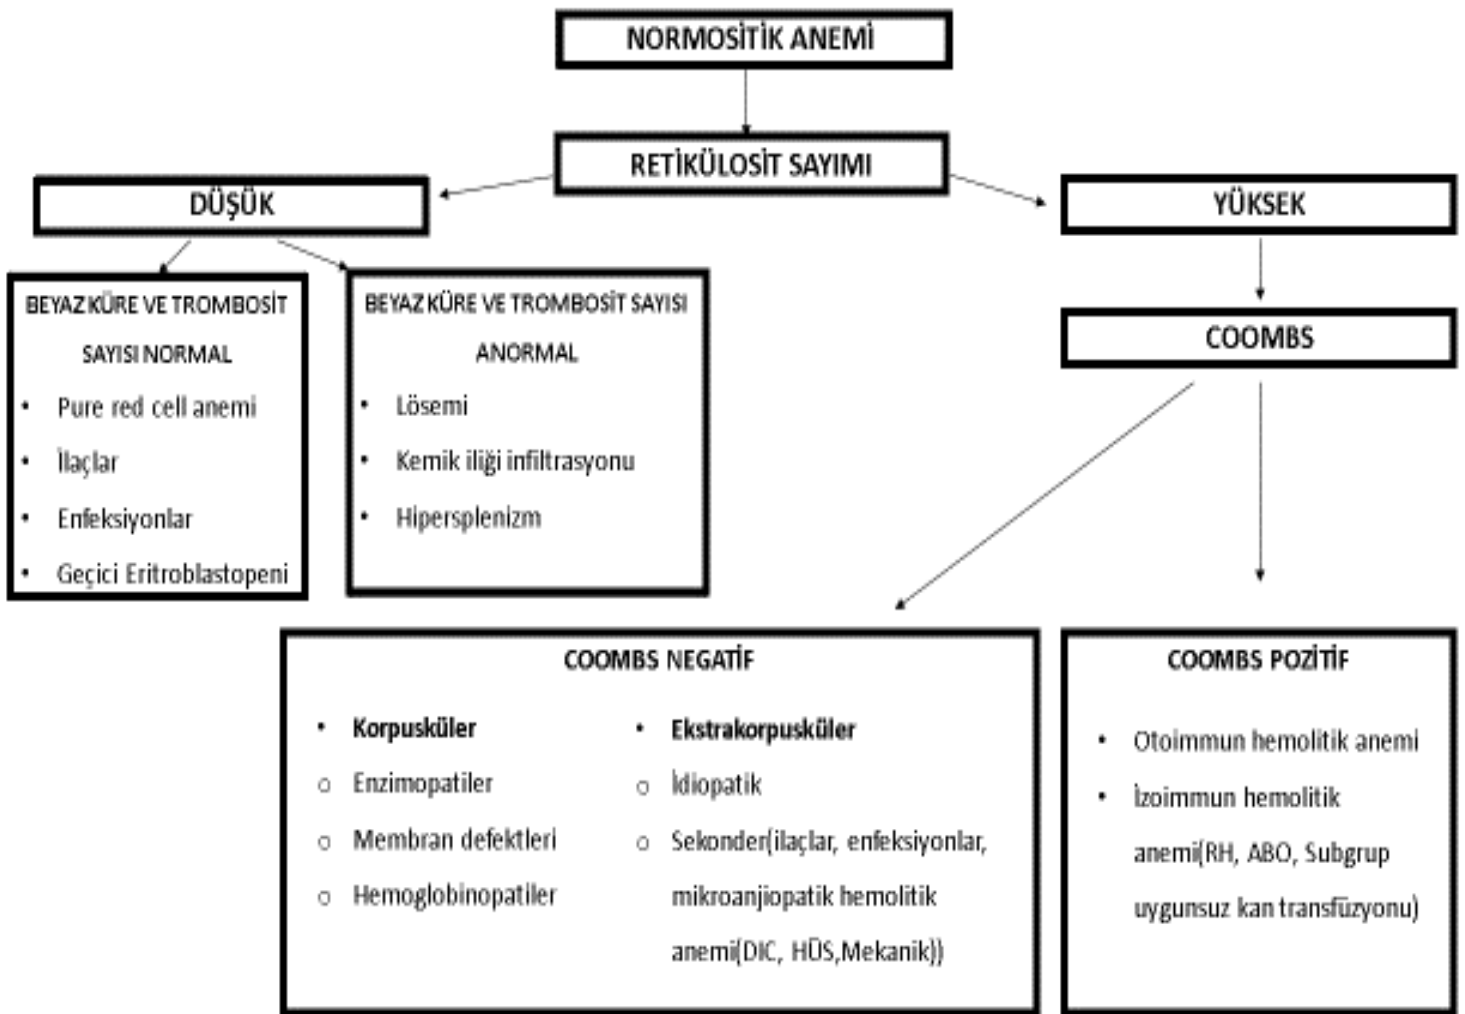 NORMOSİTİK ANEMİ
RETİKÜLOSİT SAYIMI
DÜŞÜK
YÜKSEK
BEYAZ KÜRE VE TROMBOSİT
SAYISI NORMAL
• Pure red cell anemi
• İlaçlar
• Enfeksiyonlar
• Geçici Eritroblastopeni
BEYAZ KÜRE VE TROMBOSİT SAYISI
ANORMAL
• Lösemi
• Kemik iliği infiltrasyonu
• Hipersplenizm
COOMBS
COOMBS NEGATİF
• Korpusküler
o Enzimopatiler
o Membran defektleri
o Hemoglobinopatiler
• Ekstrakorpusküler
o İdiopatik
o Sekonder(ilaçlar, enfeksiyonlar,
mikroanjiopatik hemolitik
anemi(DIC, HÜS,Mekanik))
COOMBS POZİTİF
• Otoimmun hemolitik anemi
• İzoimmun hemolitik
anemi(RH, ABO, Subgrup
uygunsuz kan transfüzyonu)